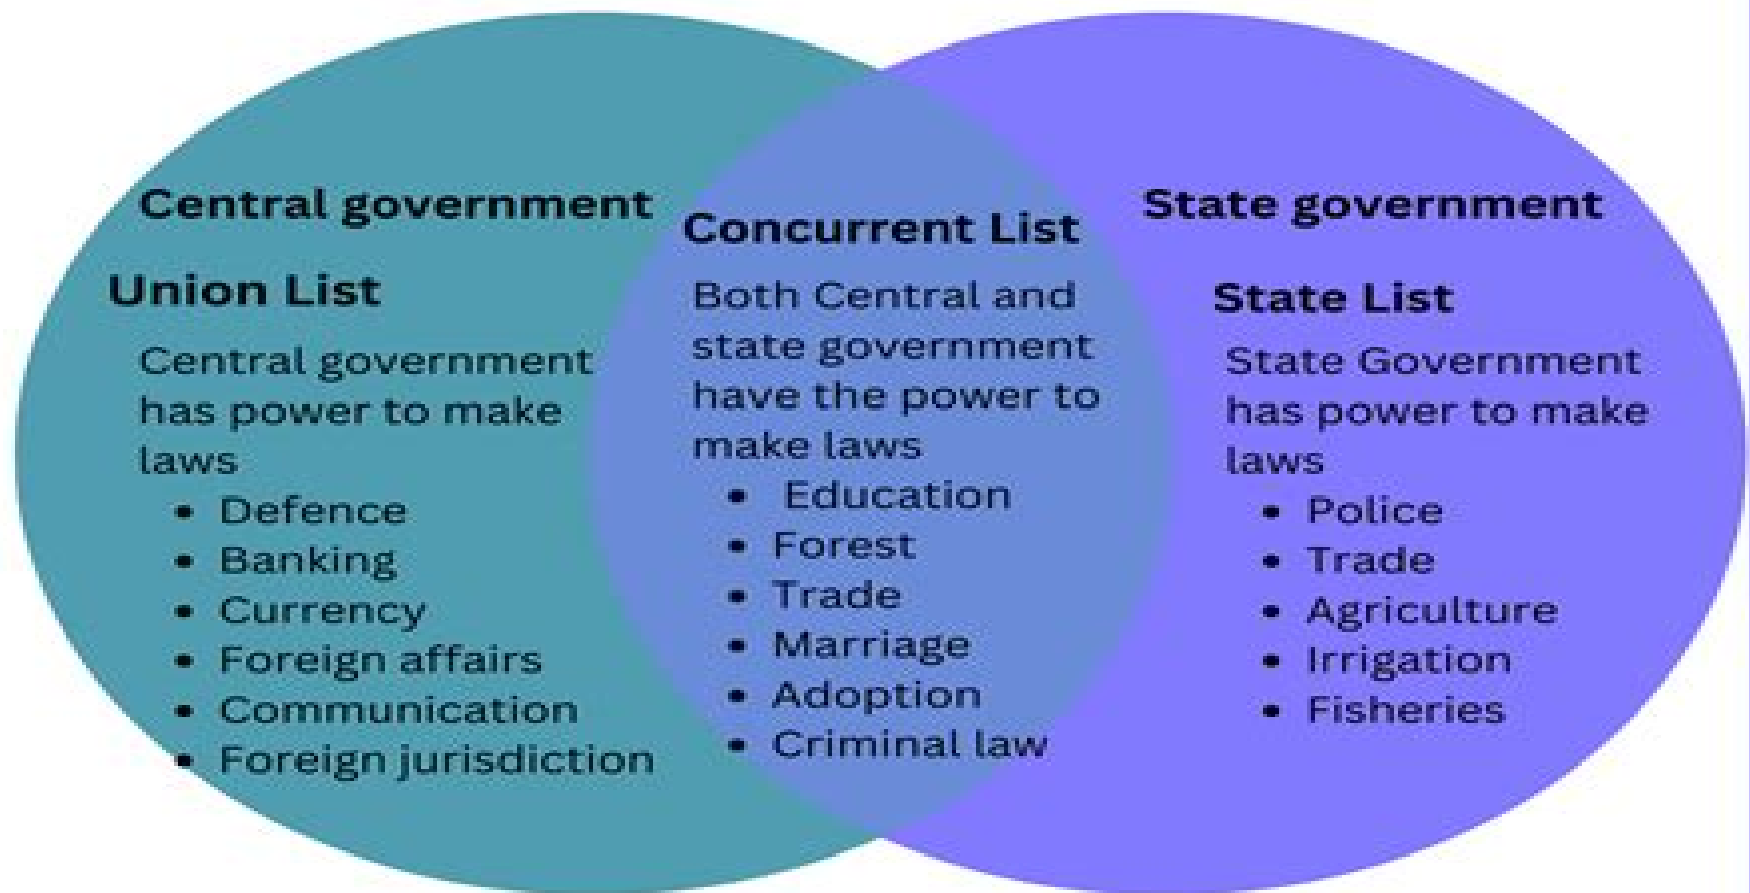 Central government
Union List
Central government
has power to make
laws
• Defence
• Banking
• Currency
• Foreign affairs
• Communication
• Foreign jurisdiction
Concurrent List
Both Central and
state government
have the power to
make laws
• Education
• Forest
• Trade
• Marriage
• Adoption
• Criminal law
State government
State List
State Government
has power to make
laws
• Police
• Trade
• Agriculture
• Irrigation
• Fisheries